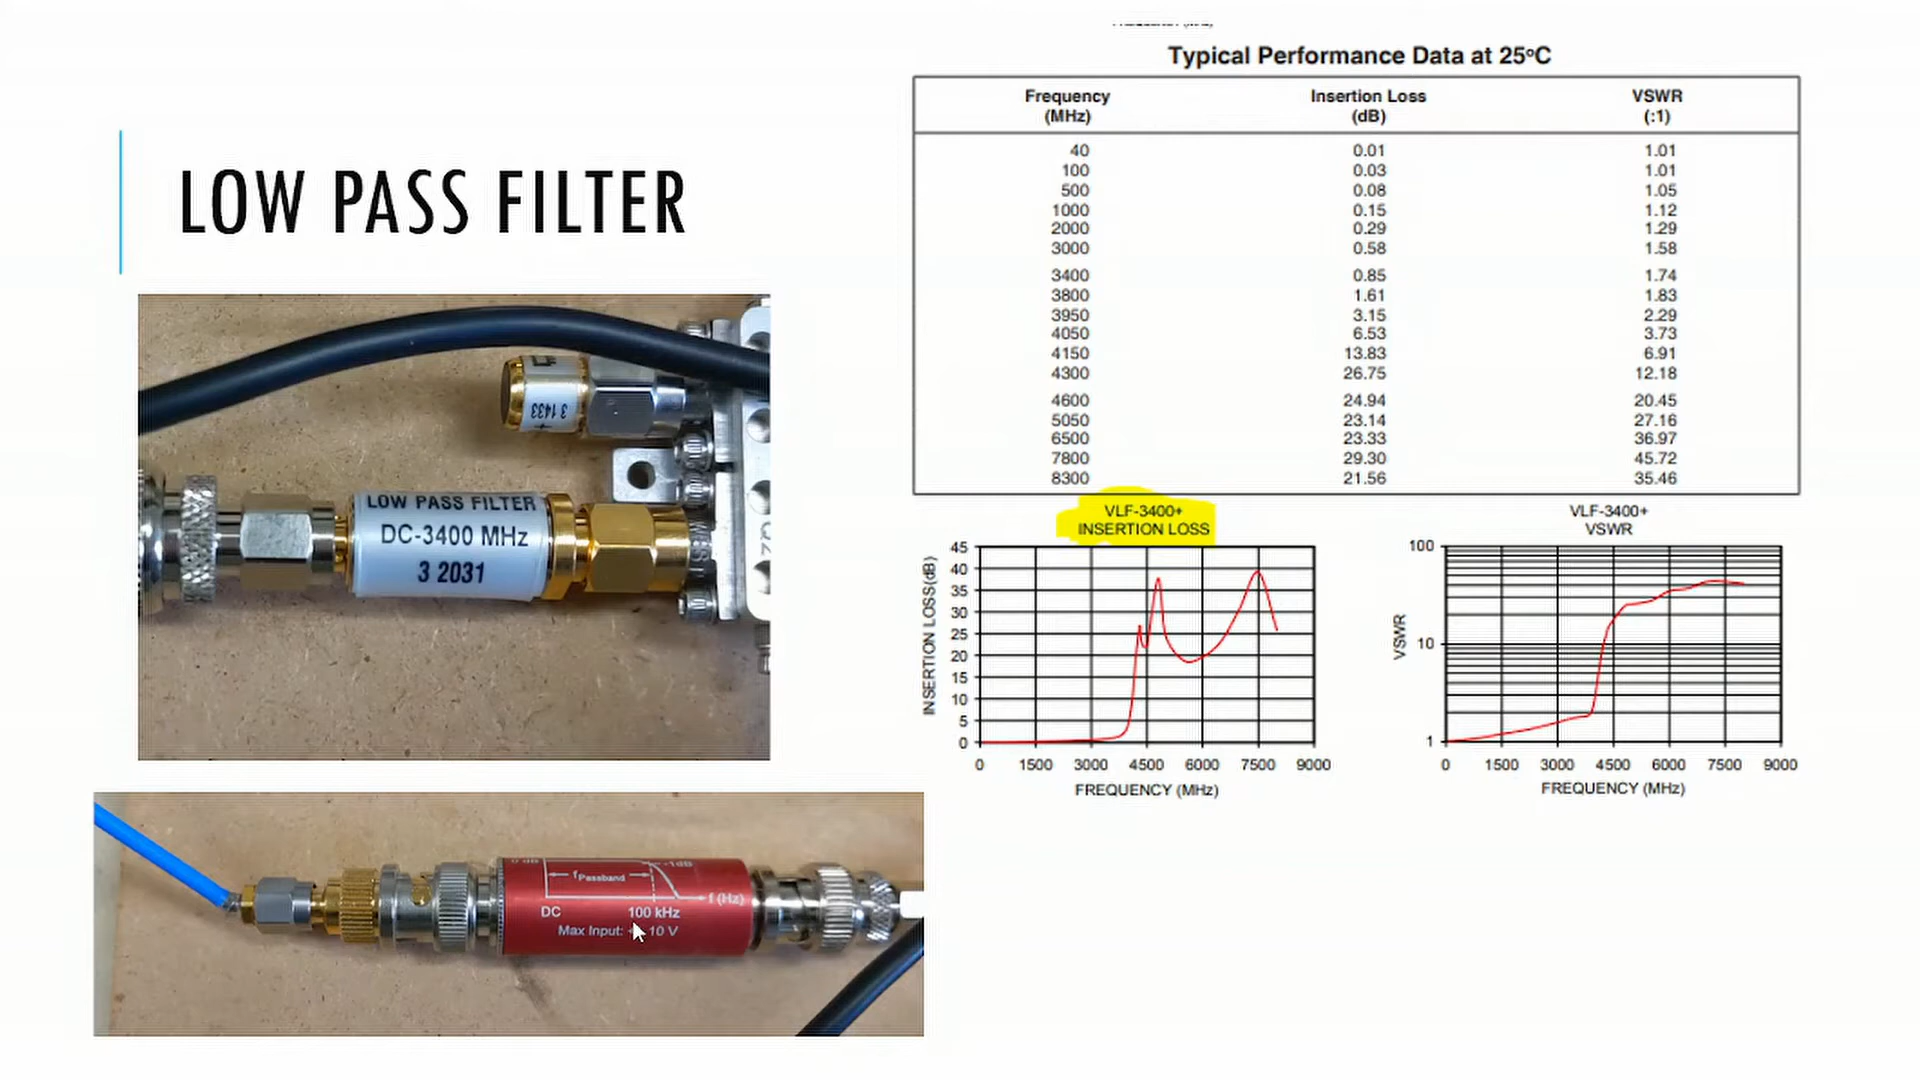 Typical Performance Data at 25°C
Frequency (MHz) Insertion Loss (dB) VSWR (:1)
40 0.01 1.01
100 0.03 1.01
500 0.08 1.05
1000 0.15 1.12
2000 0.29 1.29
3000 0.58 1.58
3400 0.85 1.74
3800 1.61 1.83
3950 3.15 2.29
4050 6.53 3.73
4150 13.83 6.91
4300 26.75 12.18
4600 24.94 20.45
5050 23.14 27.16
6500 23.33 36.97
7800 29.30 45.72
8300 21.56 35.46
LOW PASS FILTER
3 1433
LOW PASS FILTER
DC-3400 MHz
3 2031
VLF-3400+
INSERTION LOSS
INSERTION LOSS(dB)
45
40
35
30
25
20
15
10
5
0
0 1500 3000 4500 6000 7500 9000
FREQUENCY (MHz)
VLF-3400+
VSWR
VSWR
100
10
1
0 1500 3000 4500 6000 7500 9000
FREQUENCY (MHz)
0 dB
-1dB
fPassband
f (Hz)
DC 100 kHz
Max Input: 10 V